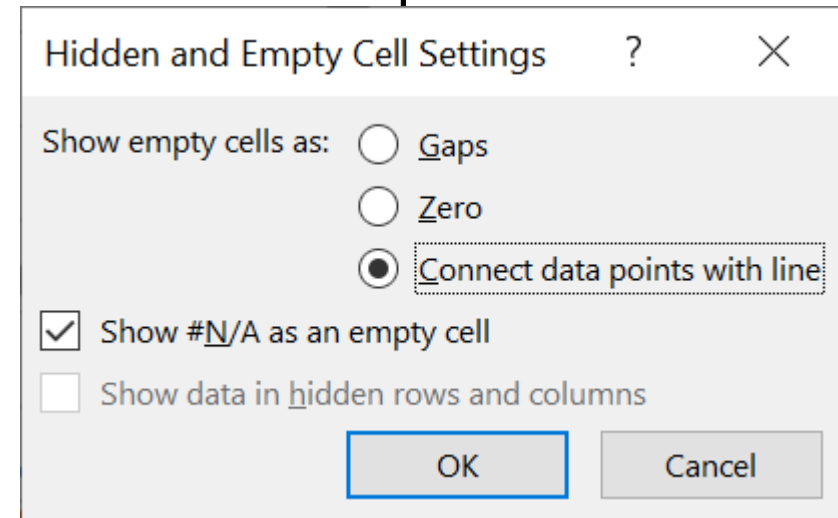 Hidden and Empty Cell Settings ?
Show empty cells as: Gaps
Zero
Connect data points with line
Show #N/A as an empty cell
Show data in hidden rows and columns
OK Cancel